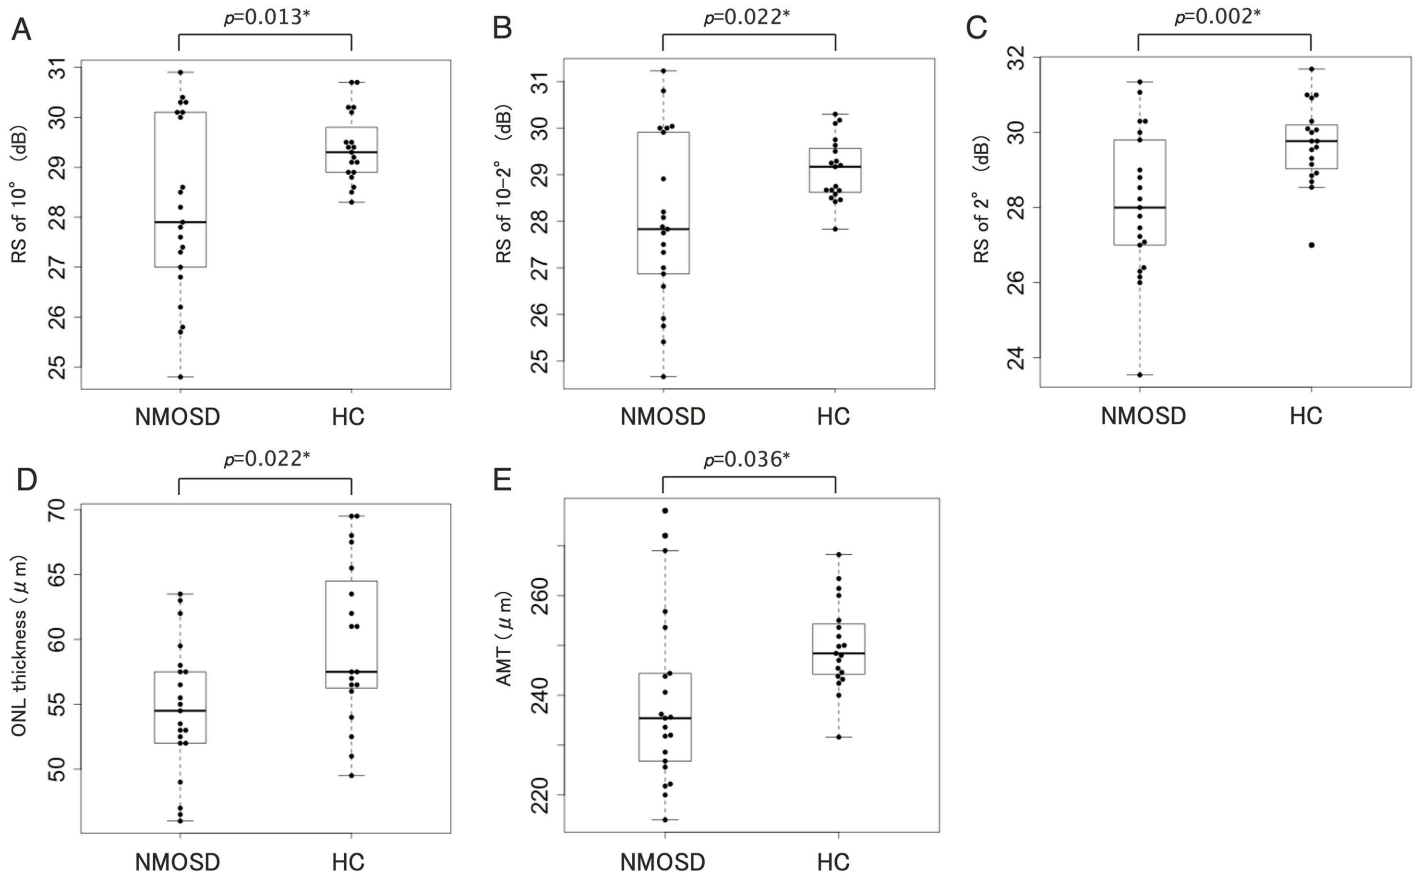 A
p=0.013*
RS of 10° (dB)
31
30
29
28
27
26
25
NMOSD
HC
B
p=0.022*
RS of 10-2° (dB)
31
30
29
28
27
26
25
NMOSD
HC
C
p=0.002*
RS of 2° (dB)
32
30
28
26
24
NMOSD
HC
D
p=0.022*
ONL thickness (μm)
70
65
60
55
50
NMOSD
HC
E
p=0.036*
AMT (μm)
260
240
220
NMOSD
HC